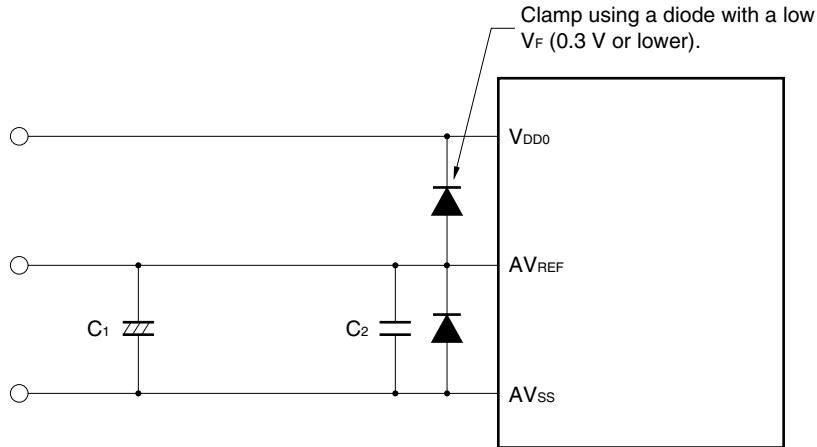 Clamp using a diode with a low
VF (0.3 V or lower).
VDD0
AVREF
C1
C2
AVSS